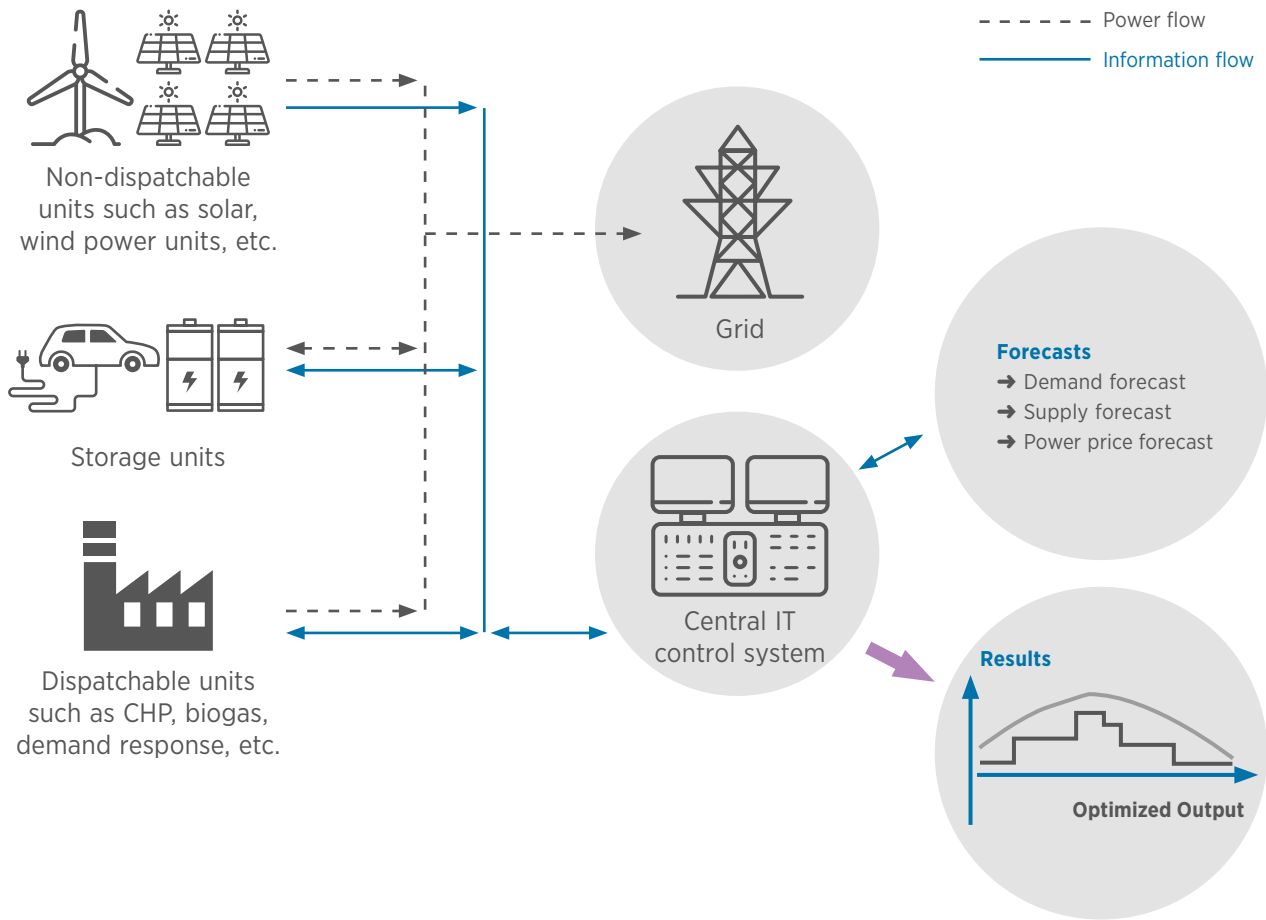 Power flow
Information flow
Non-dispatchable
units such as solar,
wind power units, etc.
Grid
Storage units
Forecasts
➔ Demand forecast
➔ Supply forecast
➔ Power price forecast
Central IT
control system
Dispatchable units
such as CHP, biogas,
demand response, etc.
Results
Optimized Output